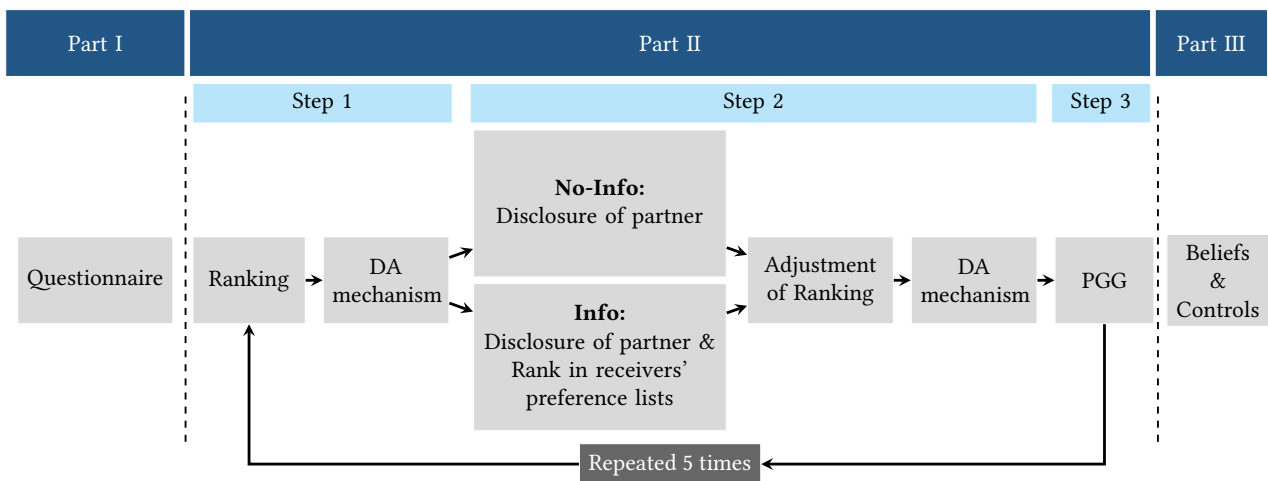 Part I
Part II
Part III
Step 1
Step 2
Step 3
Questionnaire
Ranking
DA
mechanism
No-Info:
Disclosure of partner
Info:
Disclosure of partner &
Rank in receivers’
preference lists
Adjustment
of Ranking
DA
mechanism
PGG
Beliefs
&
Controls
Repeated 5 times